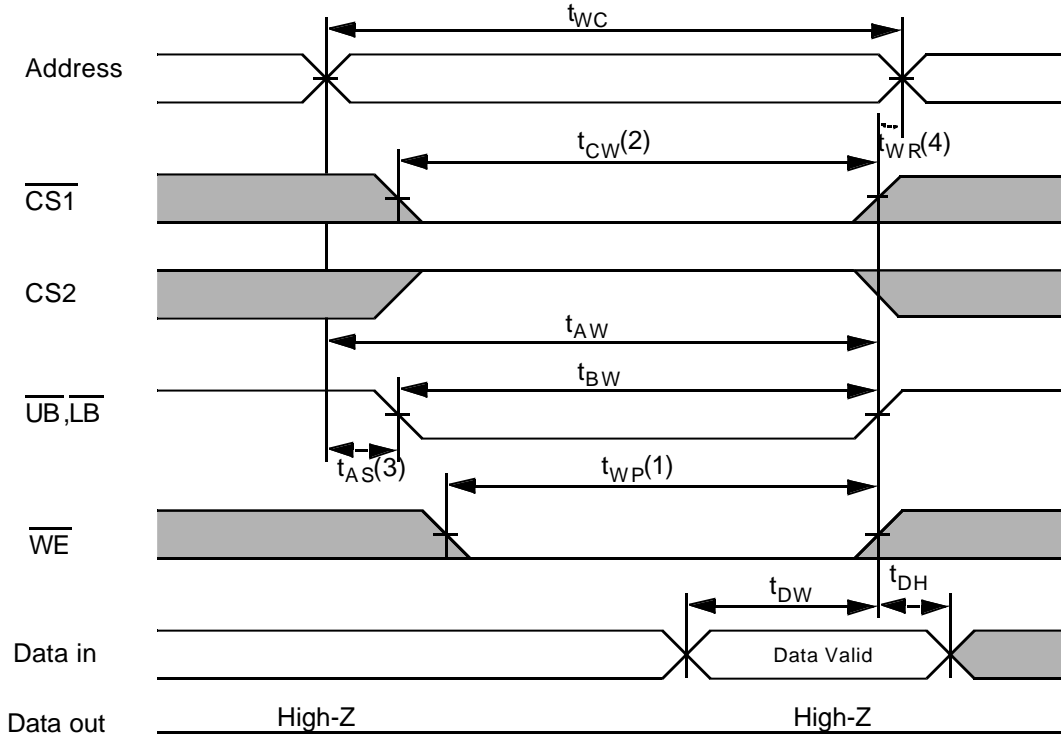 tWC
Address
tCW(2)
tWR(4)
CS1
CS2
tAW
tBW
UB,LB
tAS(3)
tWP(1)
WE
tDW
tDH
Data in
Data Valid
Data out
High-Z
High-Z